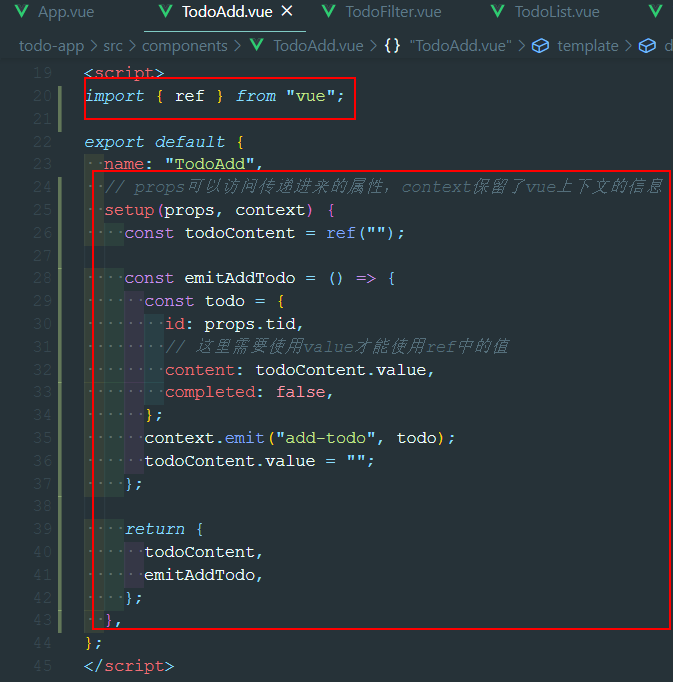 App.vue TodoAdd.vue TodoFilter.vue TodoList.vue
todo-app > src > components > TodoAdd.vue > {} "TodoAdd.vue" > template >
19 <script>
20 import { ref } from "vue";
21
22 export default {
23 name: "TodoAdd",
24 // props可以访问传递进来的属性，context保留了vue上下文的信息
25 setup(props, context) {
26 const todoContent = ref("");
27
28 const emitAddTodo = () => {
29 const todo = {
30 id: props.tid,
31 // 这里需要使用value才能使用ref中的值
32 content: todoContent.value,
33 completed: false,
34 };
35 context.emit("add-todo", todo);
36 todoContent.value = "";
37 };
38
39 return {
40 todoContent,
41 emitAddTodo,
42 };
43 },
44 };
45 </script>